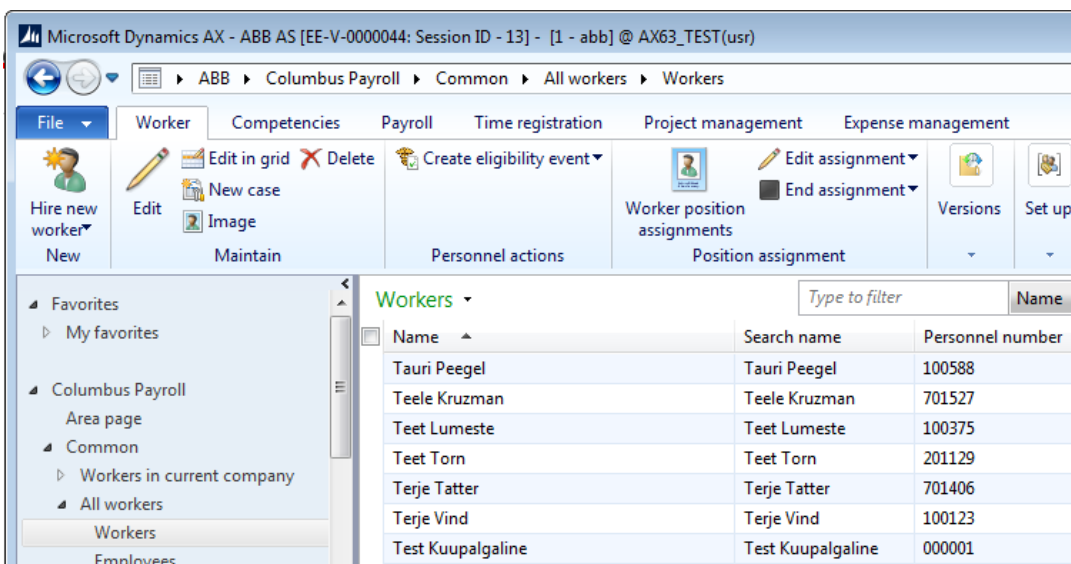 Microsoft Dynamics AX - ABB AS [EE-V-0000044: Session ID - 13] - [1 - abb] @ AX63_TEST(usr)
ABB Columbus Payroll Common All workers Workers
File Worker Competencies Payroll Time registration Project management Expense management
Edit in grid Delete Create eligibility event Edit assignment
New case End assignment
Hire new worker Edit Image Worker position assignments Versions Set up
New Maintain Personnel actions Position assignment
Favorites
My favorites
Columbus Payroll
Area page
Common
Workers in current company
All workers
Workers
Employees
Workers Type to filter Name
Name Search name Personnel number
Tauri Peegel Tauri Peegel 100588
Teele Kruzman Teele Kruzman 701527
Teet Lumeste Teet Lumeste 100375
Teet Torn Teet Torn 201129
Terje Tatter Terje Tatter 701406
Terje Vind Terje Vind 100123
Test Kuupalgaline Test Kuupalgaline 000001